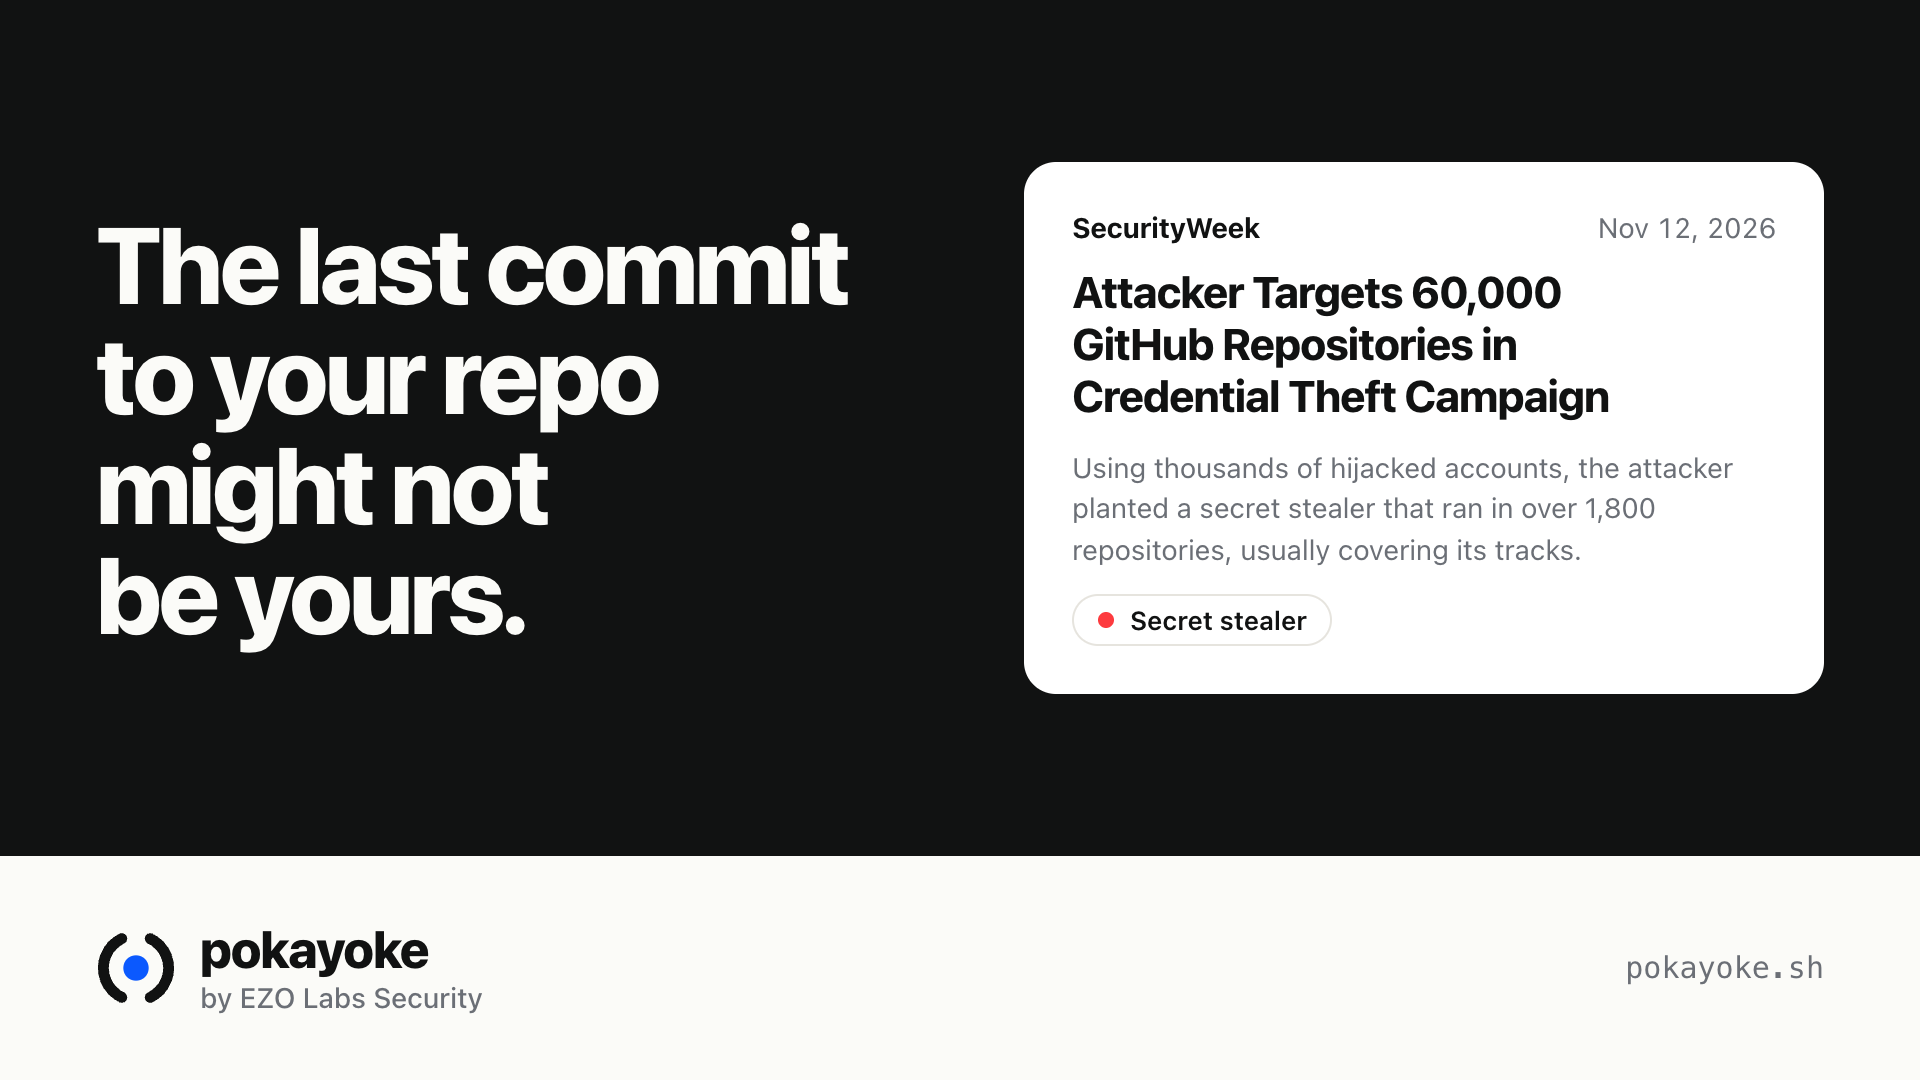 The last commit
to your repo
might not
be yours.
SecurityWeek
Nov 12, 2026
Attacker Targets 60,000
GitHub Repositories in
Credential Theft Campaign
Using thousands of hijacked accounts, the attacker
planted a secret stealer that ran in over 1,800
repositories, usually covering its tracks.
Secret stealer
pokayoke
by EZO Labs Security
pokayoke.sh